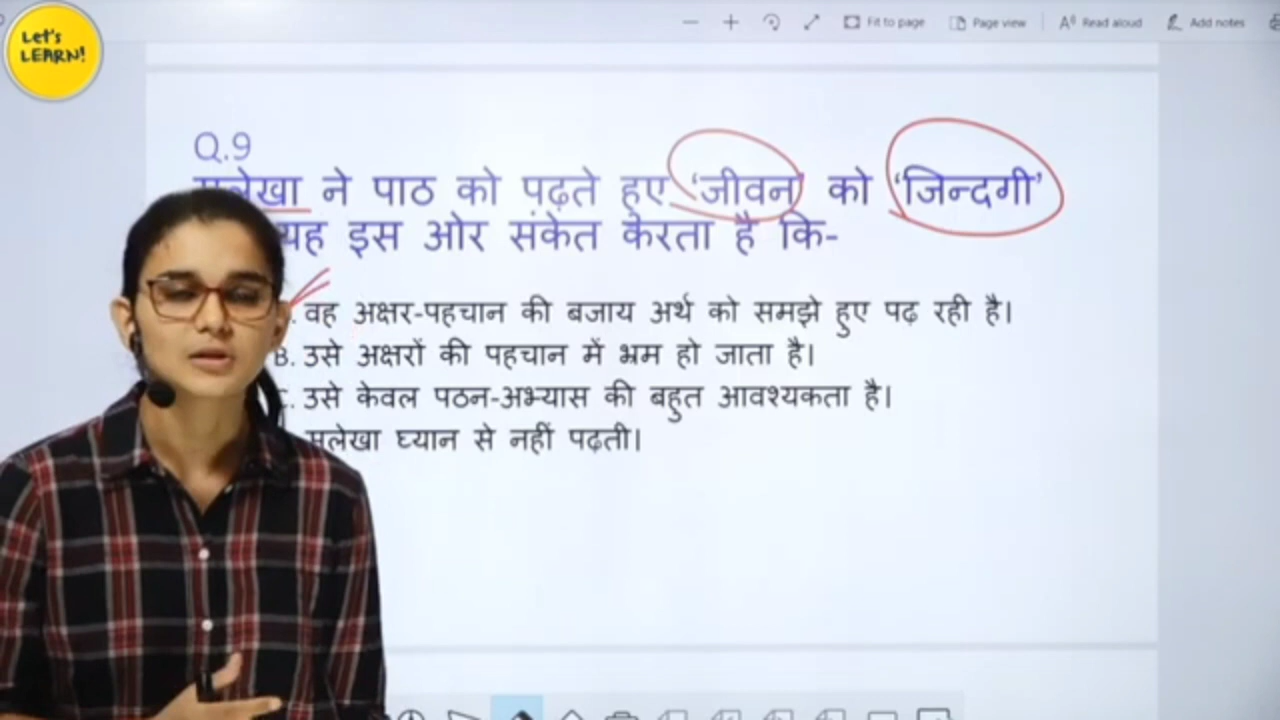 Let's
LEARN!
Fit to page
Page view
Read aloud
Add notes
Q.9
ने पाठ को पढ़ते हुए 'जीवन' को 'जिन्दगी'
यह इस ओर संकेत करता है कि-
वह अक्षर-पहचान की बजाय अर्थ को समझे हुए पढ़ रही है।
B. उसे अक्षरों की पहचान में भ्रम हो जाता है।
उसे केवल पठन-अभ्यास की बहुत आवश्यकता है।
घ्यान से नहीं पढ़ती।